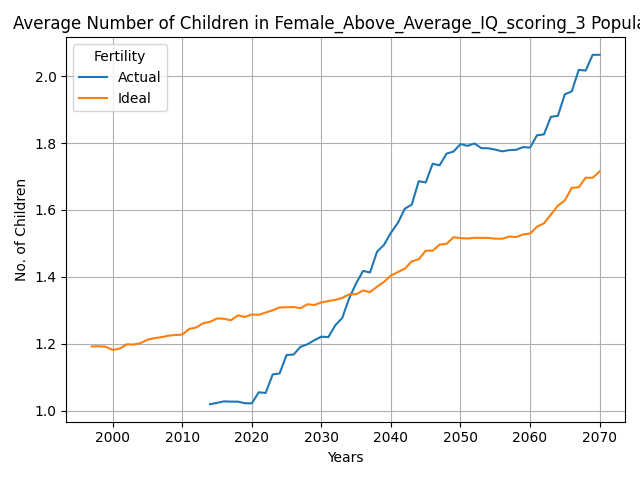 Average Number of Children in Female_Above_Average_IQ_scoring_3 Popula
Fertility
Actual
Ideal
No. of Children
2.0
1.8
1.6
1.4
1.2
1.0
2000 2010 2020 2030 2040 2050 2060 2070
Years